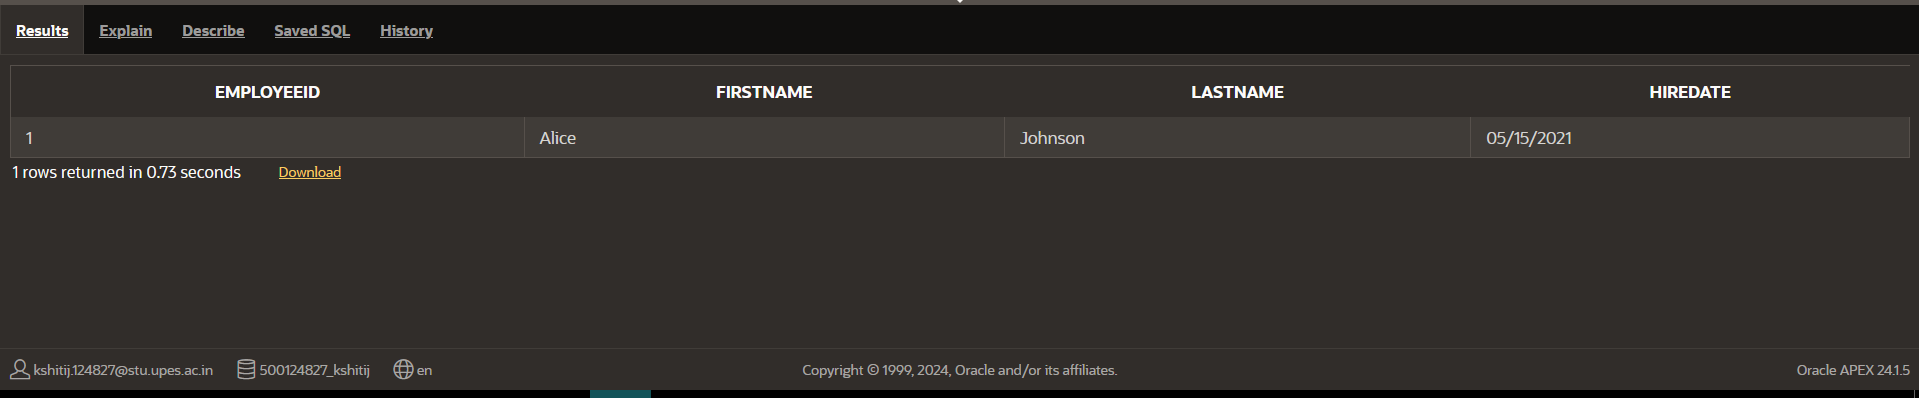 Results Explain Describe Saved SQL History
EMPLOYEEID FIRSTNAME LASTNAME HIREDATE
1 Alice Johnson 05/15/2021
1 rows returned in 0.73 seconds Download
kshitij.124827@stu.upes.ac.in 500124827_kshitij en Copyright © 1999, 2024, Oracle and/or its affiliates. Oracle APEX 24.1.5